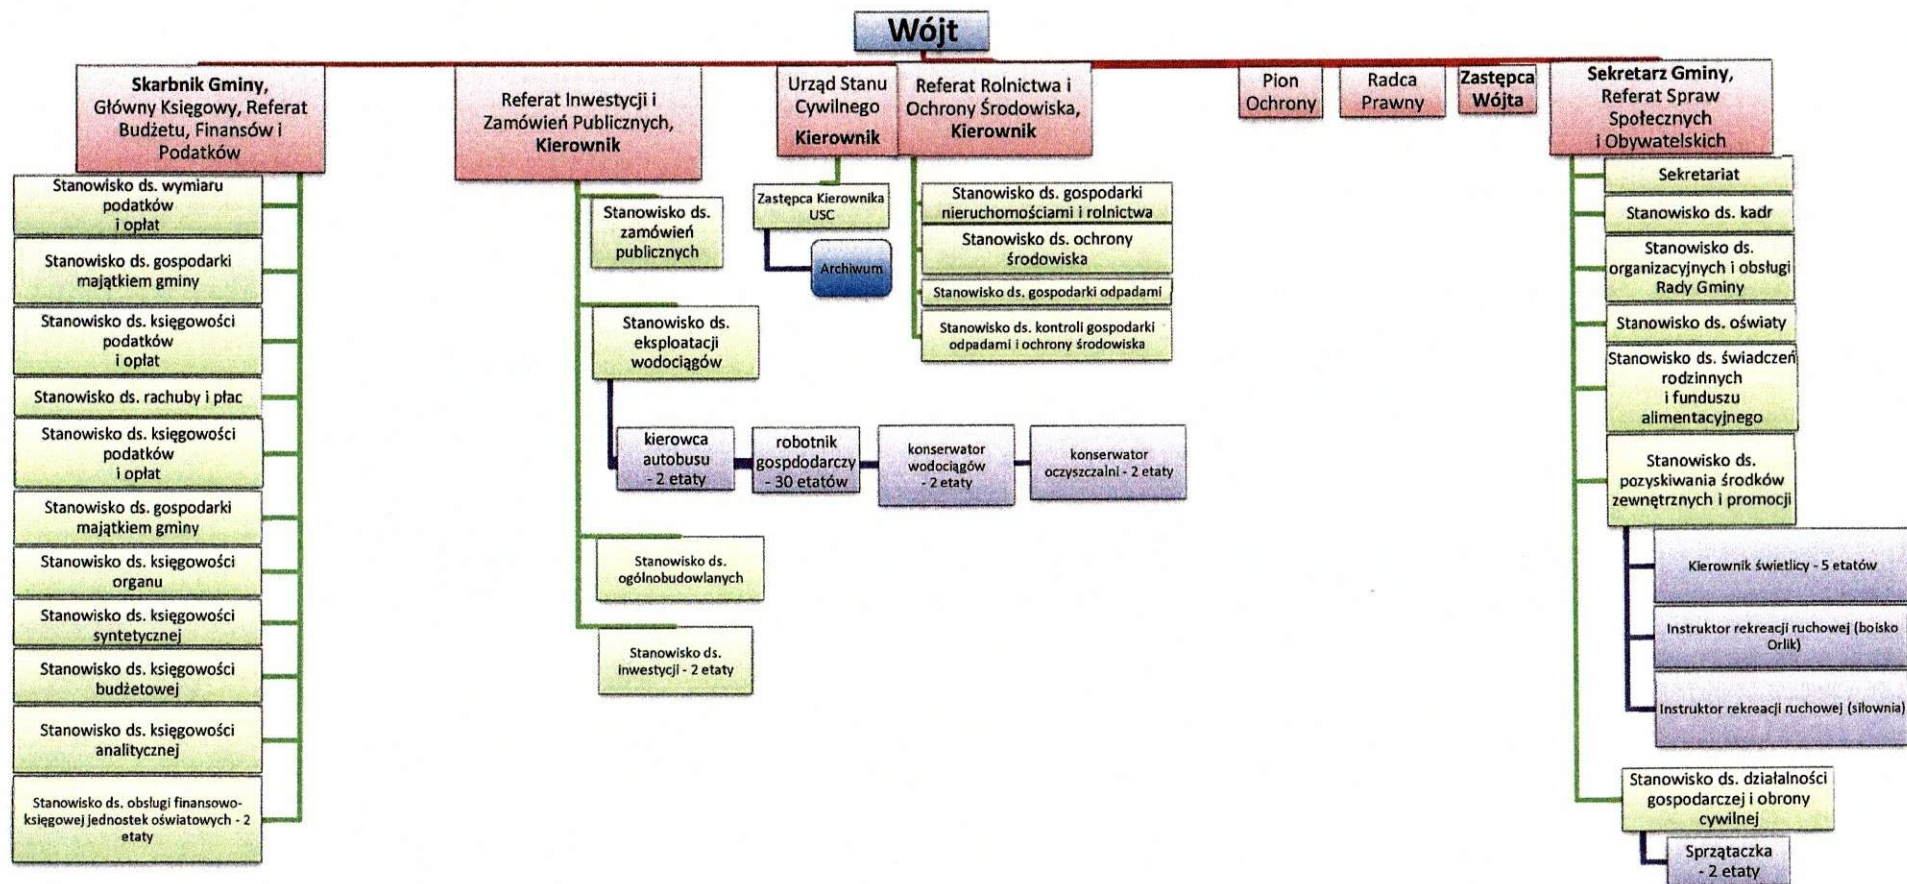 Wójt
Skarbnik Gminy,
Główny Księgowy, Referat
Budżetu, Finansów i
Podatków
Stanowisko ds. wymiaru
podatków
i opłat
Stanowisko ds. gospodarki
majątkiem gminy
Stanowisko ds. księgowości
podatków
i opłat
Stanowisko ds. rachuby i płac
Stanowisko ds. księgowości
podatków
i opłat
Stanowisko ds. gospodarki
majątkiem gminy
Stanowisko ds. księgowości
organu
Stanowisko ds. księgowości
syntetycznej
Stanowisko ds. księgowości
budżetowej
Stanowisko ds. księgowości
analitycznej
Stanowisko ds. obsługi finansowo-
księgowej jednostek oświatowych - 2
etaty
Referat Inwestycji i
Zamówień Publicznych,
Kierownik
Stanowisko ds.
zamówień
publicznych
Stanowisko ds.
eksploatacji
wodociągów
kierowca
autobusu
- 2 etaty
robotnik
gospdodarczy
- 30 etatów
konserwator
wodociągów
- 2 etaty
konserwator
oczyszczalni - 2 etaty
Stanowisko ds.
ogólnobudowlanych
Stanowisko ds.
inwestycji - 2 etaty
Urząd Stanu
Cywilnego
Kierownik
Zastępca Kierownika
USC
Archiwum
Referat Rolnictwa i
Ochrony Środowiska,
Kierownik
Stanowisko ds. gospodarki
nieruchomościami i rolnictwa
Stanowisko ds. ochrony
środowiska
Stanowisko ds. gospodarki odpadami
Stanowisko ds. kontroli gospodarki
odpadami i ochrony środowiska
Pion
Ochrony
Radca
Prawny
Zastępca
Wójta
Sekretarz Gminy,
Referat Spraw
Społecznych
i Obywatelskich
Sekretariat
Stanowisko ds. kadr
Stanowisko ds.
organizacyjnych i obsługi
Rady Gminy
Stanowisko ds. oświaty
Stanowisko ds. świadczeń
rodzinnych
i funduszu
alimentacyjnego
Stanowisko ds.
pozyskiwania środków
zewnętrznych i promocji
Kierownik świetlicy - 5 etatów
Instruktor rekreacji ruchowej (boisko
Orlik)
Instruktor rekreacji ruchowej (siłownia)
Stanowisko ds. działalności
gospodarczej i obrony
cywilnej
Sprzątaczka
- 2 etaty